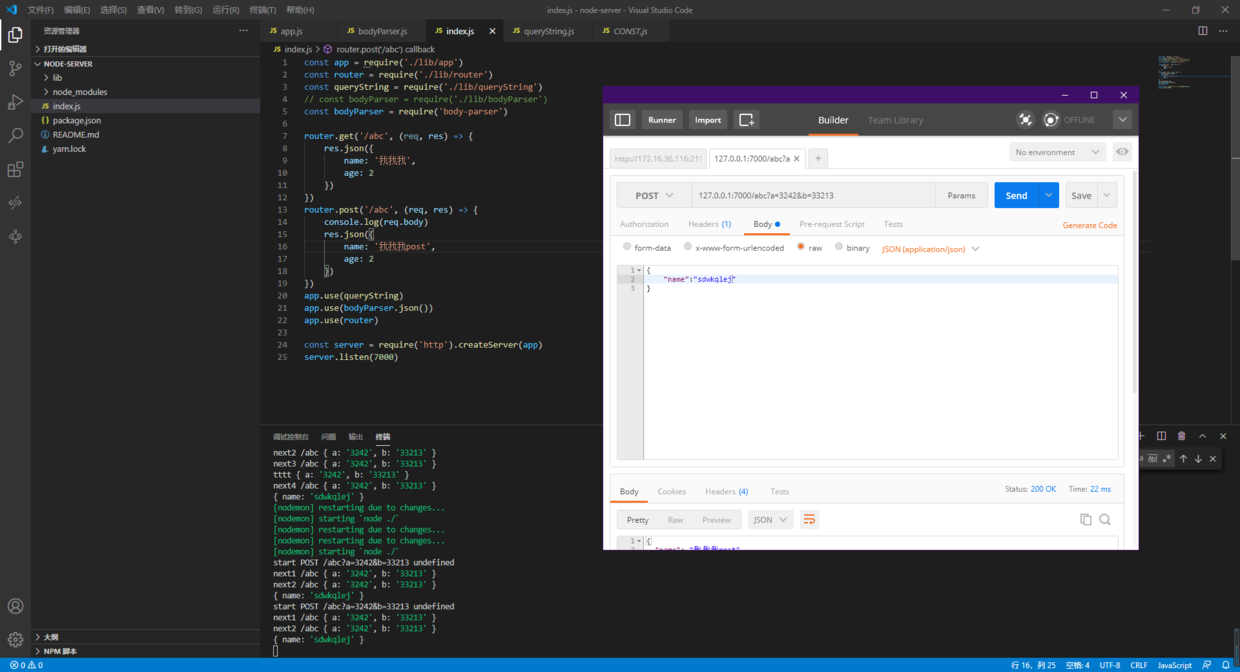 文件(F) 编辑(E) 选择(S) 查看(V) 转到(G) 运行(R) 终端(T) 帮助(H)
index.js - node-server - Visual Studio Code
资源管理器
打开的编辑器
NODE-SERVER
lib
node_modules
JS index.js
{} package.json
README.md
yarn.lock
大纲
NPM 脚本
JS app.js
JS bodyParser.js
JS index.js
JS queryString.js
JS CONST.js
JS index.js > router.post('/abc') callback
1 const app = require('./lib/app')
2 const router = require('./lib/router')
3 const queryString = require('./lib/queryString')
4 // const bodyParser = require('./lib/bodyParser')
5 const bodyParser = require('body-parser')
6
7 router.get('/abc', (req, res) => {
8 res.json({
9 name: '我我我',
10 age: 2
11 })
12 })
13 router.post('/abc', (req, res) => {
14 console.log(req.body)
15 res.json({
16 name: '我我我post',
17 age: 2
18 })
19 })
20 app.use(queryString)
21 app.use(bodyParser.json())
22 app.use(router)
23
24 const server = require('http').createServer(app)
25 server.listen(7000)
调试控制台 问题 输出 终端
next2 /abc { a: '3242', b: '33213' }
next3 /abc { a: '3242', b: '33213' }
tttt { a: '3242', b: '33213' }
next4 /abc { a: '3242', b: '33213' }
{ name: 'sdwkqlej' }
[nodemon] restarting due to changes...
[nodemon] starting `node ./`
[nodemon] restarting due to changes...
[nodemon] restarting due to changes...
[nodemon] starting `node ./`
start POST /abc?a=3242&b=33213 undefined
next1 /abc { a: '3242', b: '33213' }
next2 /abc { a: '3242', b: '33213' }
{ name: 'sdwkqlej' }
start POST /abc?a=3242&b=33213 undefined
next1 /abc { a: '3242', b: '33213' }
next2 /abc { a: '3242', b: '33213' }
{ name: 'sdwkqlej' }
Runner Import Builder Team Library OFFLINE
http://172.16.36.116:211 127.0.0.1:7000/abc?a
No environment
POST 127.0.0.1:7000/abc?a=3242&b=33213 Params Send Save
Authorization Headers (1) Body Pre-request Script Tests Generate Code
form-data x-www-form-urlencoded raw binary JSON (application/json)
1 {
2 "name":"sdwkqlej"
3 }
Body Cookies Headers (4) Tests Status: 200 OK Time: 22 ms
Pretty Raw Preview JSON
1 {
2 "name": "我我我post",
0 0
行 16，列 25 空格: 4 UTF-8 CRLF JavaScript